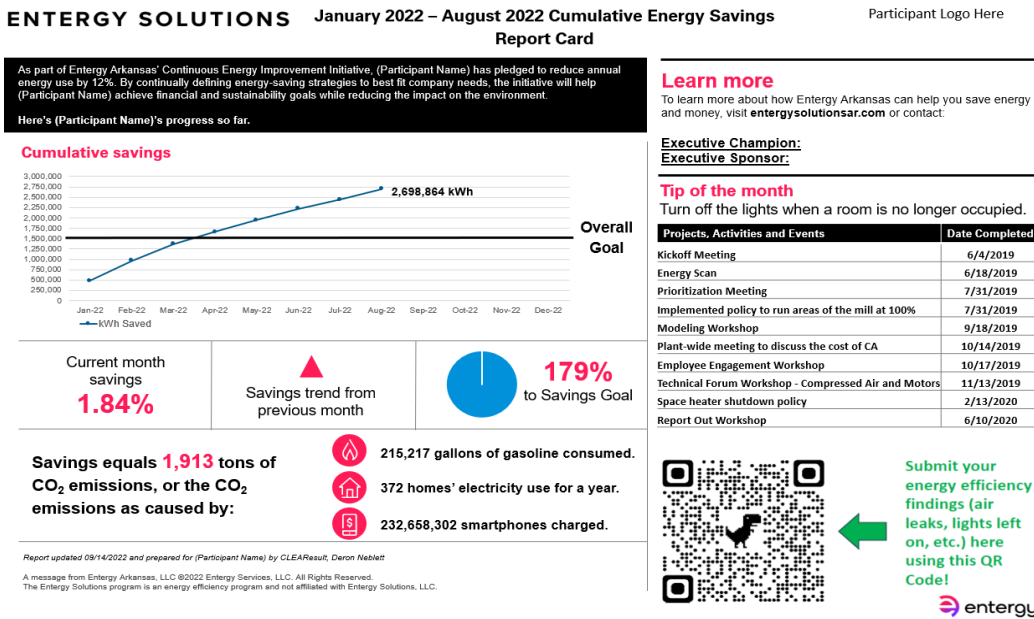 ENTERGY SOLUTIONS
January 2022 – August 2022 Cumulative Energy Savings
Report Card
Participant Logo Here
As part of Entergy Arkansas' Continuous Energy Improvement Initiative, (Participant Name) has pledged to reduce annual
energy use by 12%. By continually defining energy-saving strategies to best fit company needs, the initiative will help
(Participant Name) achieve financial and sustainability goals while reducing the impact on the environment.
Here's (Participant Name)'s progress so far.
Cumulative savings
3,000,000
2,750,000
2,500,000
2,250,000
2,000,000
1,750,000
1,500,000
1,250,000
1,000,000
750,000
500,000
250,000
0
2,698,864 kWh
Overall
Goal
Jan-22 Feb-22 Mar-22 Apr-22 May-22 Jun-22 Jul-22 Aug-22 Sep-22 Oct-22 Nov-22 Dec-22
kWh Saved
Current month
savings
1.84%
Savings trend from
previous month
179%
to Savings Goal
Savings equals 1,913 tons of
CO2 emissions, or the CO2
emissions as caused by:
215,217 gallons of gasoline consumed.
372 homes' electricity use for a year.
232,658,302 smartphones charged.
Report updated 09/14/2022 and prepared for (Participant Name) by CLEAResult, Deron Neblett
A message from Entergy Arkansas, LLC ©2022 Entergy Services, LLC. All Rights Reserved.
The Entergy Solutions program is an energy efficiency program and not affiliated with Entergy Solutions, LLC.
Learn more
To learn more about how Entergy Arkansas can help you save energy
and money, visit entergysolutionsar.com or contact:
Executive Champion:
Executive Sponsor:
Tip of the month
Turn off the lights when a room is no longer occupied.
Projects, Activities and Events Date Completed
Kickoff Meeting 6/4/2019
Energy Scan 6/18/2019
Prioritization Meeting 7/31/2019
Implemented policy to run areas of the mill at 100% 7/31/2019
Modeling Workshop 9/18/2019
Plant-wide meeting to discuss the cost of CA 10/14/2019
Employee Engagement Workshop 10/17/2019
Technical Forum Workshop - Compressed Air and Motors 11/13/2019
Space heater shutdown policy 2/13/2020
Report Out Workshop 6/10/2020
Submit your
energy efficiency
findings (air
leaks, lights left
on, etc.) here
using this QR
Code!
entergy